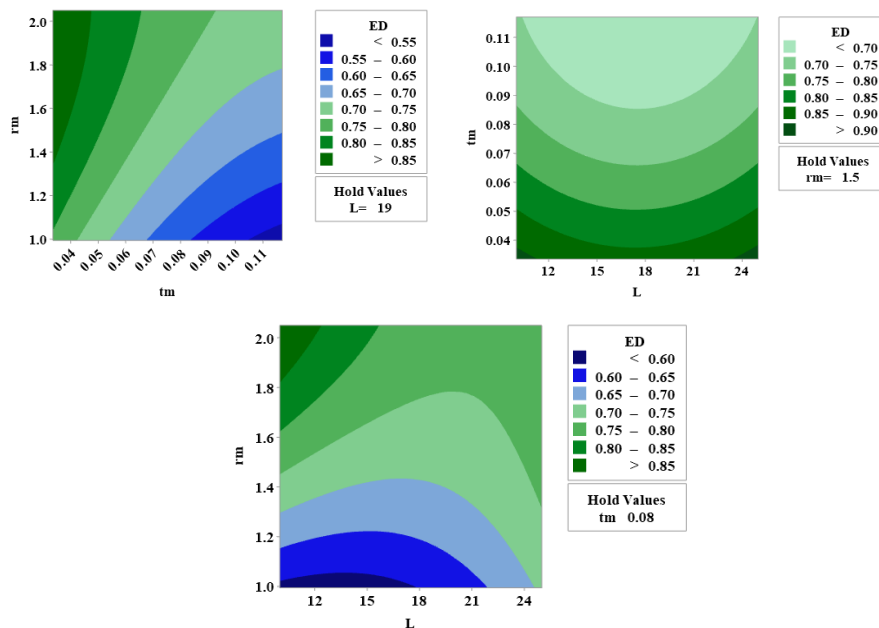 2.0
1.8
1.6
1.4
1.2
1.0
rm
0.04
0.05
0.06
0.07
0.08
0.09
0.10
0.11
tm
ED
< 0.55
0.55 – 0.60
0.60 – 0.65
0.65 – 0.70
0.70 – 0.75
0.75 – 0.80
0.80 – 0.85
> 0.85
Hold Values
L= 19
0.11
0.10
0.09
0.08
0.07
0.06
0.05
0.04
tm
12 15 18 21 24
L
ED
< 0.70
0.70 – 0.75
0.75 – 0.80
0.80 – 0.85
0.85 – 0.90
> 0.90
Hold Values
rm= 1.5
2.0
1.8
1.6
1.4
1.2
1.0
rm
12 15 18 21 24
L
ED
< 0.60
0.60 – 0.65
0.65 – 0.70
0.70 – 0.75
0.75 – 0.80
0.80 – 0.85
> 0.85
Hold Values
tm 0.08